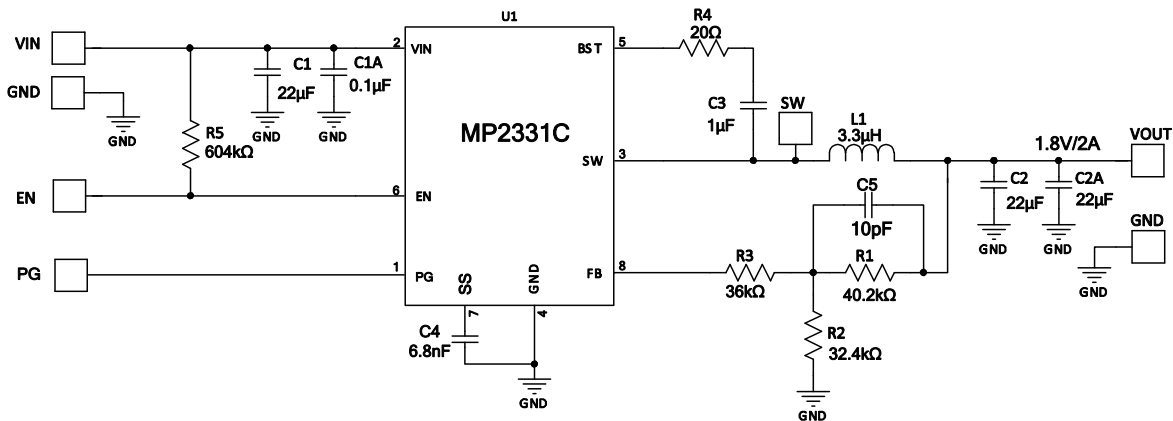 U1
VIN
GND
GND
EN
PG
R5
604kΩ
C1
22µF
GND
C1A
0.1µF
GND
2
VIN
6
EN
1
PG
MP2331C
BST
5
SW
3
FB
8
SS
7
GND
4
C4
6.8nF
GND
R4
20Ω
C3
1µF
SW
L1
3.3µH
1.8V/2A
VOUT
C2
22µF
GND
C2A
22µF
GND
GND
GND
C5
10pF
R3
36kΩ
R1
40.2kΩ
R2
32.4kΩ
GND